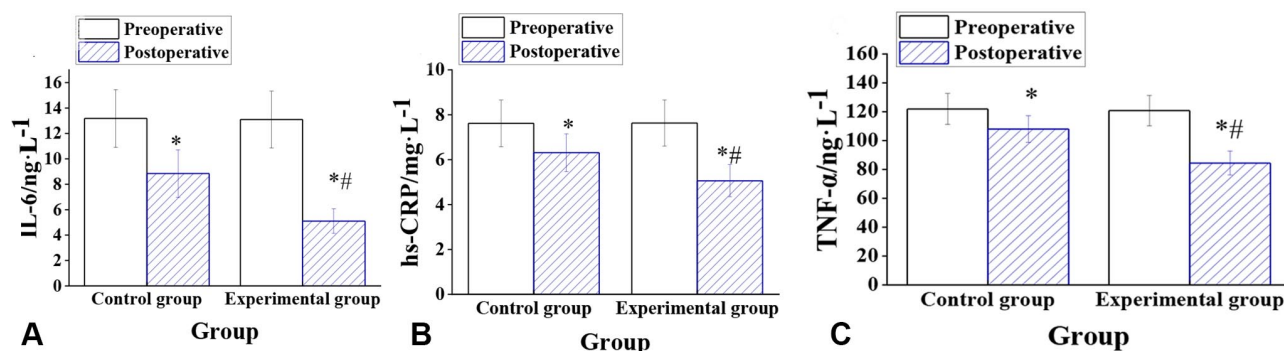 Preoperative
Postoperative
IL-6/ng·L-1
16
14
12
10
8
6
4
2
0
*
*#
Control group Experimental group
Group
A
Preoperative
Postoperative
hs-CRP/mg·L-1
10
8
6
4
2
0
*
*#
Control group Experimental group
Group
B
Preoperative
Postoperative
TNF-α/ng·L-1
160
140
120
100
80
60
40
20
0
*
*#
Control group Experimental group
Group
C